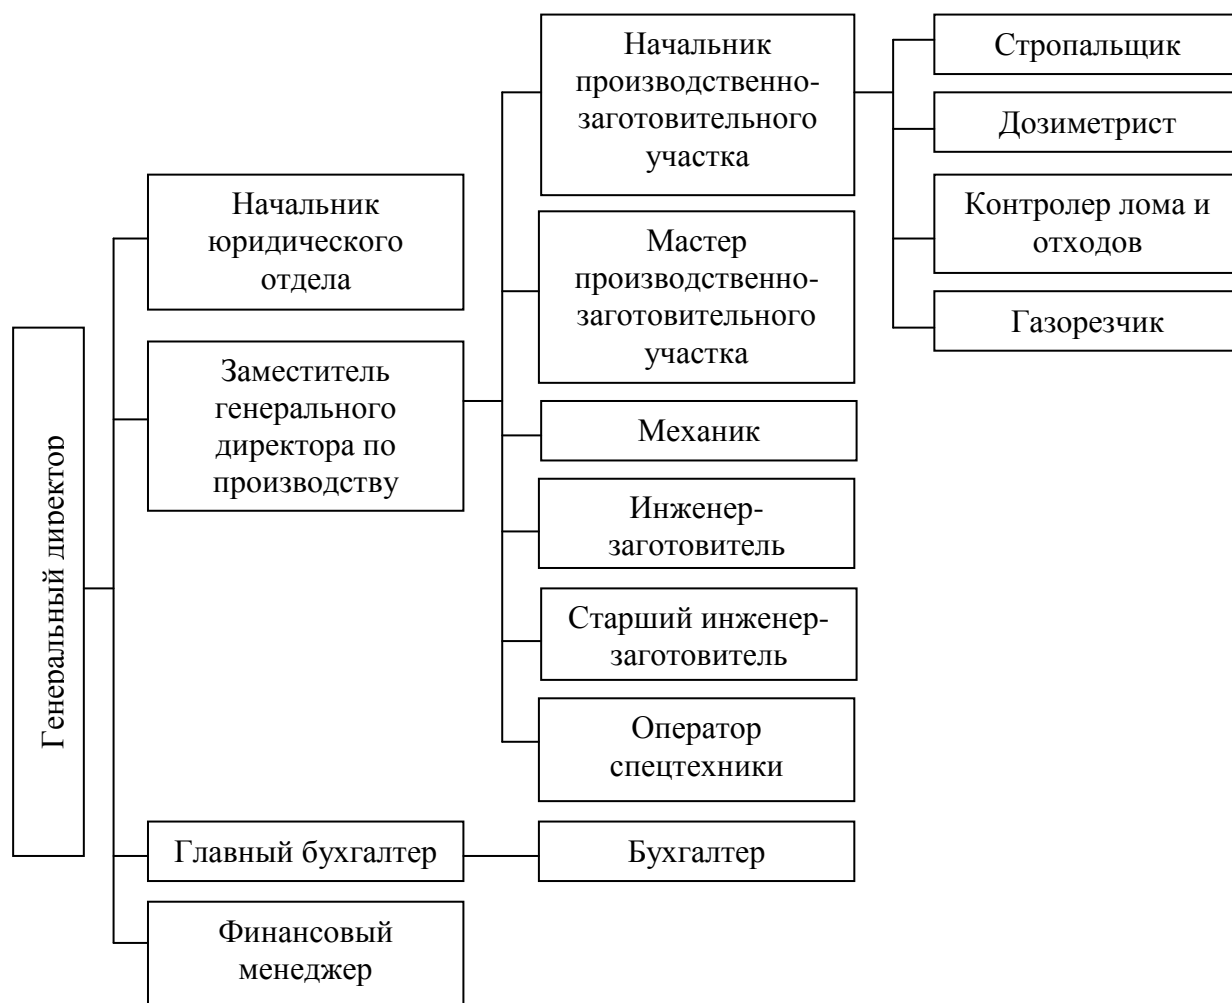 Генеральный директор
Начальник
юридического
отдела
Заместитель
генерального
директора по
производству
Главный бухгалтер
Финансовый
менеджер
Начальник
производственно-
заготовительного
участка
Мастер
производственно-
заготовительного
участка
Механик
Инженер-
заготовитель
Старший инженер-
заготовитель
Оператор
спецтехники
Бухгалтер
Стропальщик
Дозиметрист
Контролер лома и
отходов
Газорезчик